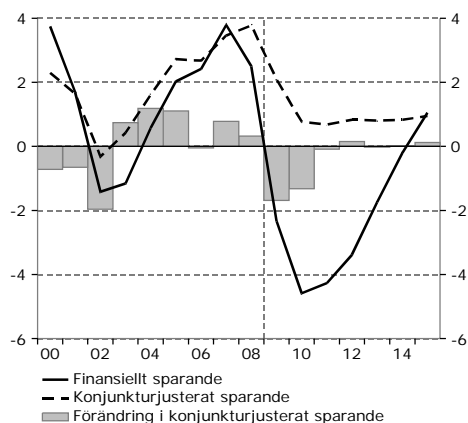 4 4
2 2
0 0
-2 -2
-4 -4
-6 -6
00 02 04 06 08 10 12 14
Finansiellt sparande
Konjunkturjusterat sparande
Förändring i konjunkturjusterat sparande